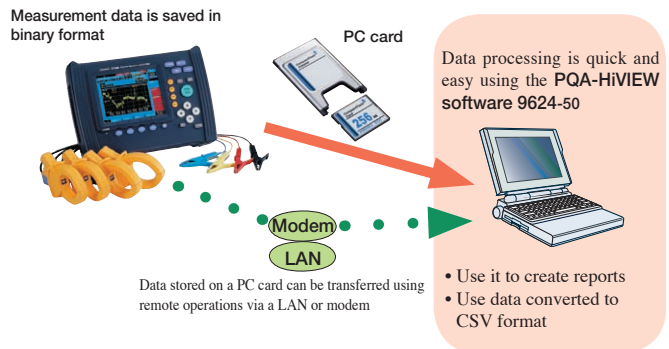 Measurement data is saved in
binary format
PC card
256
Data processing is quick and
easy using the PQA-HiVIEW
software 9624-50
Modem
LAN
Data stored on a PC card can be transferred using
remote operations via a LAN or modem
• Use it to create reports
• Use data converted to
CSV format